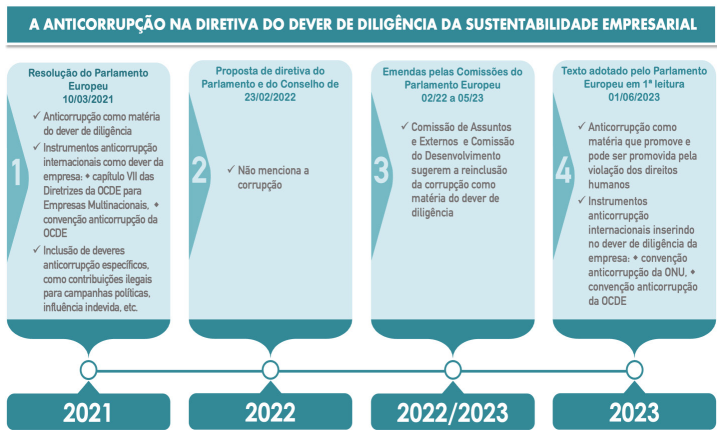 A ANTICORRUPÇÃO NA DIRETIVA DO DEVER DE DILIGÊNCIA DA SUSTENTABILIDADE EMPRESARIAL
1
Resolução do Parlamento
Europeu
10/03/2021
✓ Anticorrupção como matéria
do dever de diligência
✓ Instrumentos anticorrupção
internacionais como dever da
empresa: ◆ capítulo VII das
Diretrizes da OCDE para
Empresas Multinacionais, ◆
convenção anticorrupção da
OCDE
✓ Inclusão de deveres
anticorrupção específicos,
como contribuições ilegais
para campanhas políticas,
influência indevida, etc.
2021
2
Proposta de diretiva do
Parlamento e do Conselho de
23/02/2022
✓ Não menciona a
corrupção
2022
3
Emendas pelas Comissões do
Parlamento Europeu
02/22 a 05/23
✓ Comissão de Assuntos
e Externos e Comissão
do Desenvolvimento
sugerem a reinclusão
da corrupção como
matéria do dever de
diligência
2022/2023
4
Texto adotado pelo Parlamento
Europeu em 1ª leitura
01/06/2023
✓ Anticorrupção como
matéria que promove e
pode ser promovida pela
violação dos direitos
humanos
✓ Instrumentos
anticorrupção
internacionais inserindo
no dever de diligência da
empresa: ◆ convenção
anticorrupção da ONU, ◆
convenção anticorrupção
da OCDE
2023